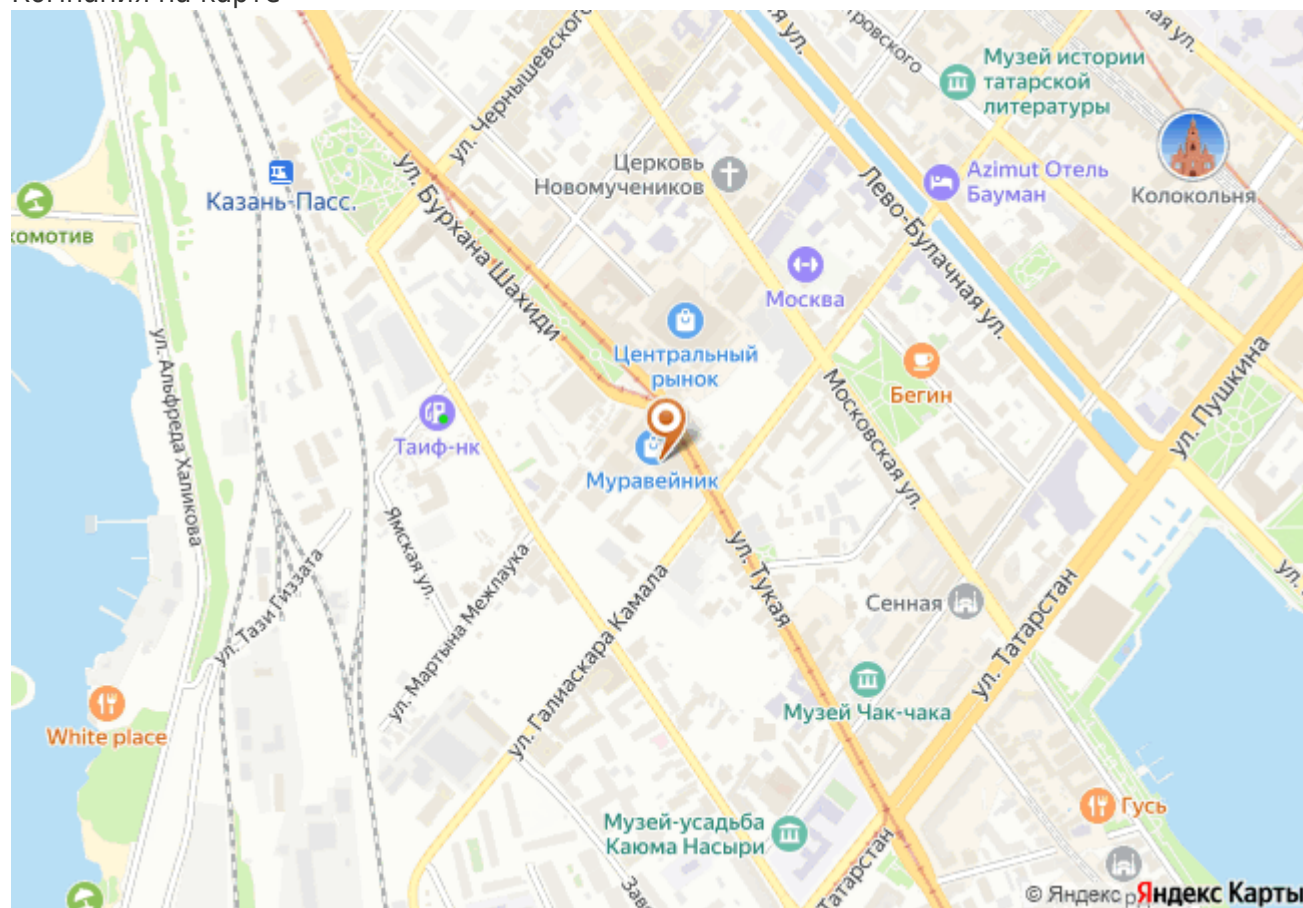 Компания на карте
ул. Чернышевского
Музей истории
татарской
литературы
Церковь
Новомучеников
Azimut Отель
Бауман
Колокольня
Казань-Пасс.
ул. Бурхана Шахиди
Лево-Булачная ул.
Москва
ул. Альфреда Халикова
Центральный
рынок
Бегин
ул. Пушкина
Таиф-нк
Муравейник
Московская ул.
Ямская ул.
ул. Тази Гиззата
ул. Мартына Межлаука
ул. Галиаскара Камала
ул. Тукая
Сенная
ул. Татарстан
Музей Чак-чака
White place
Гусь
Музей-усадьба
Каюма Насыри
Татарстан
© Яндекс
Яндекс Карты